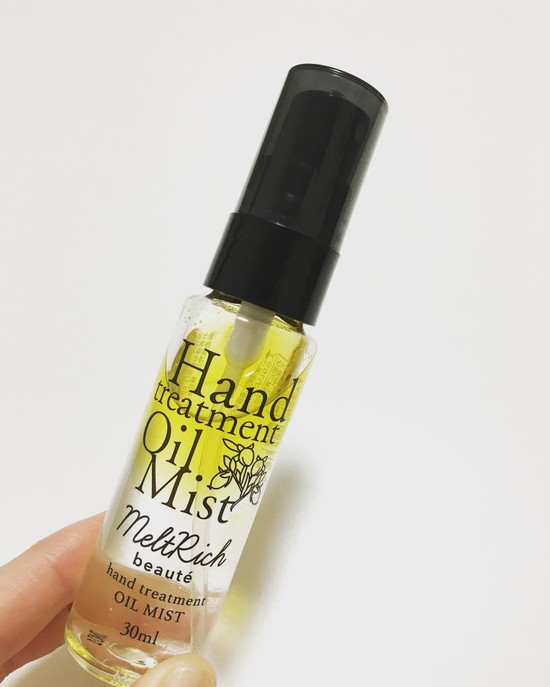 Hand
treatment
Oil
Mist
MeltRich
beauté
hand treatment
OIL MIST
30ml